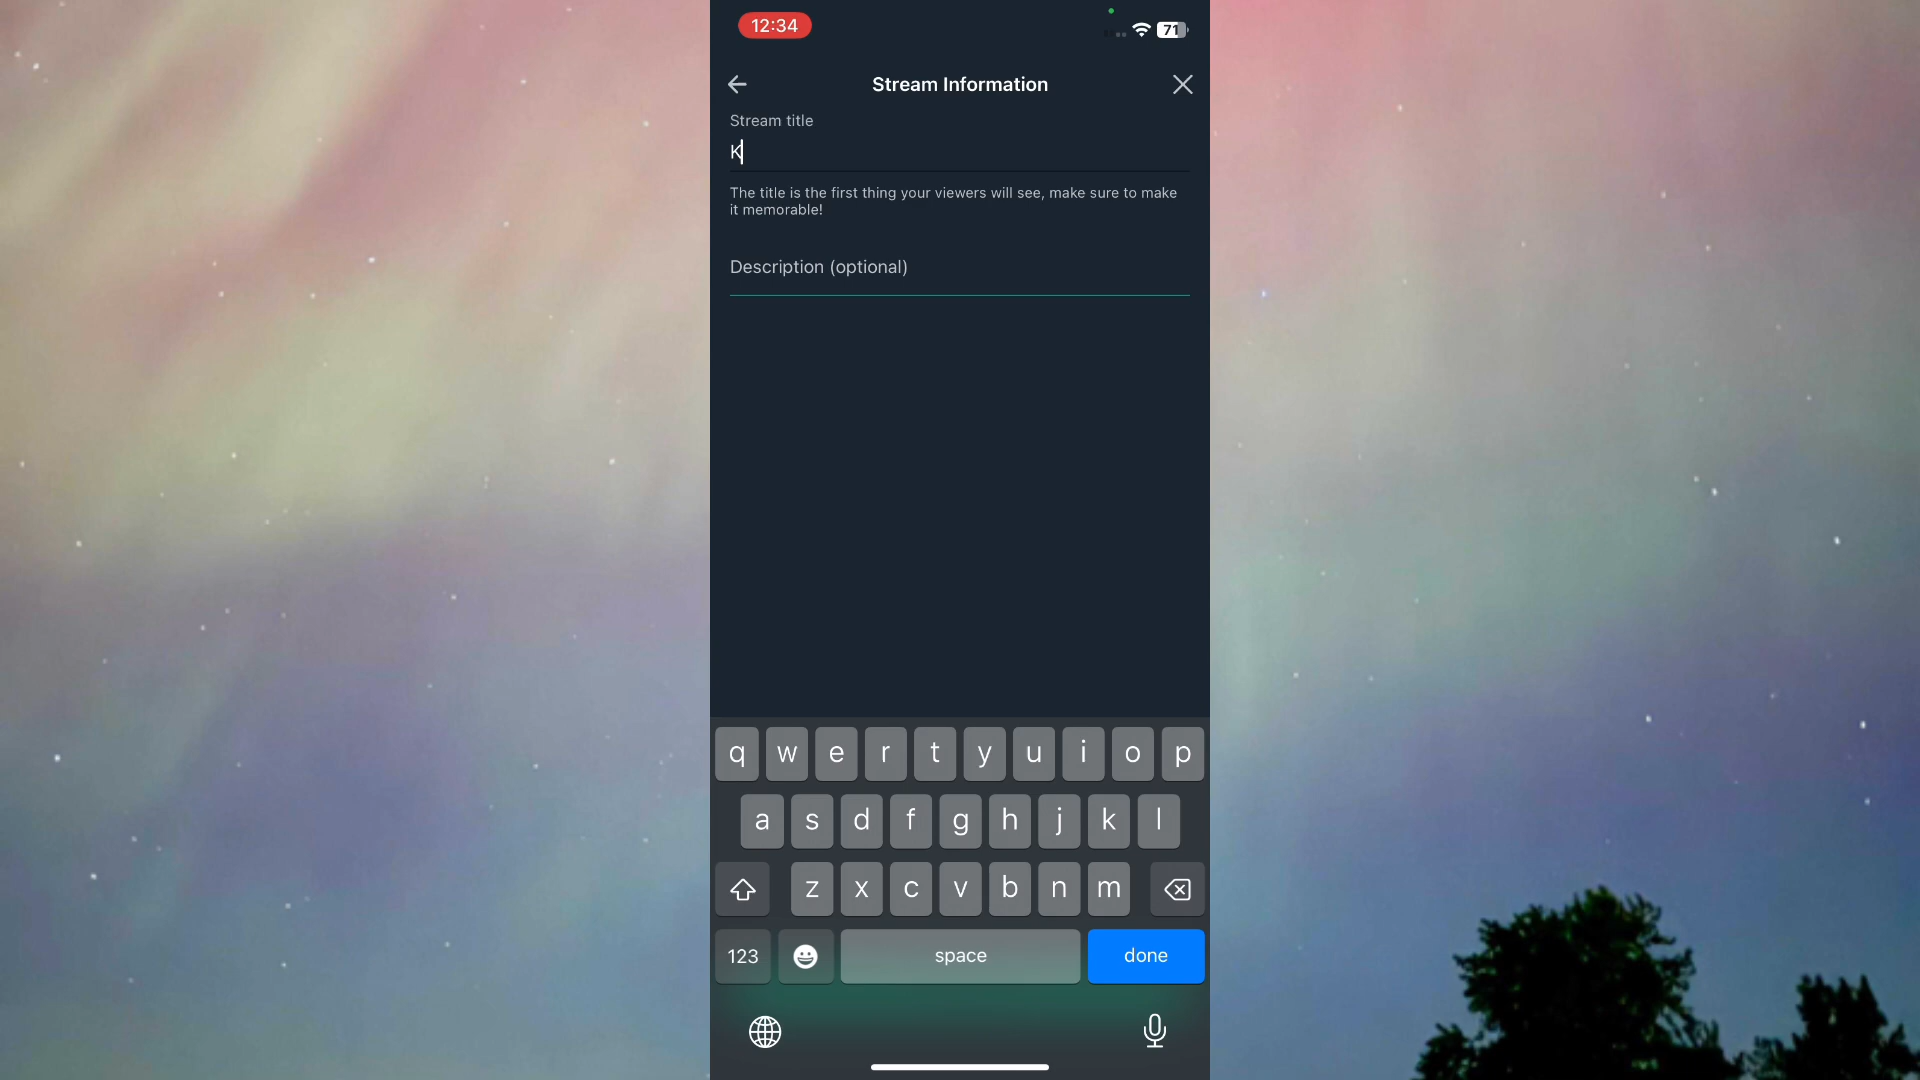 12:34
71
Stream Information
Stream title
K
The title is the first thing your viewers will see, make sure to make
it memorable!
Description (optional)
q w e r t y u i o p
a s d f g h j k l
z x c v b n m
123 space done